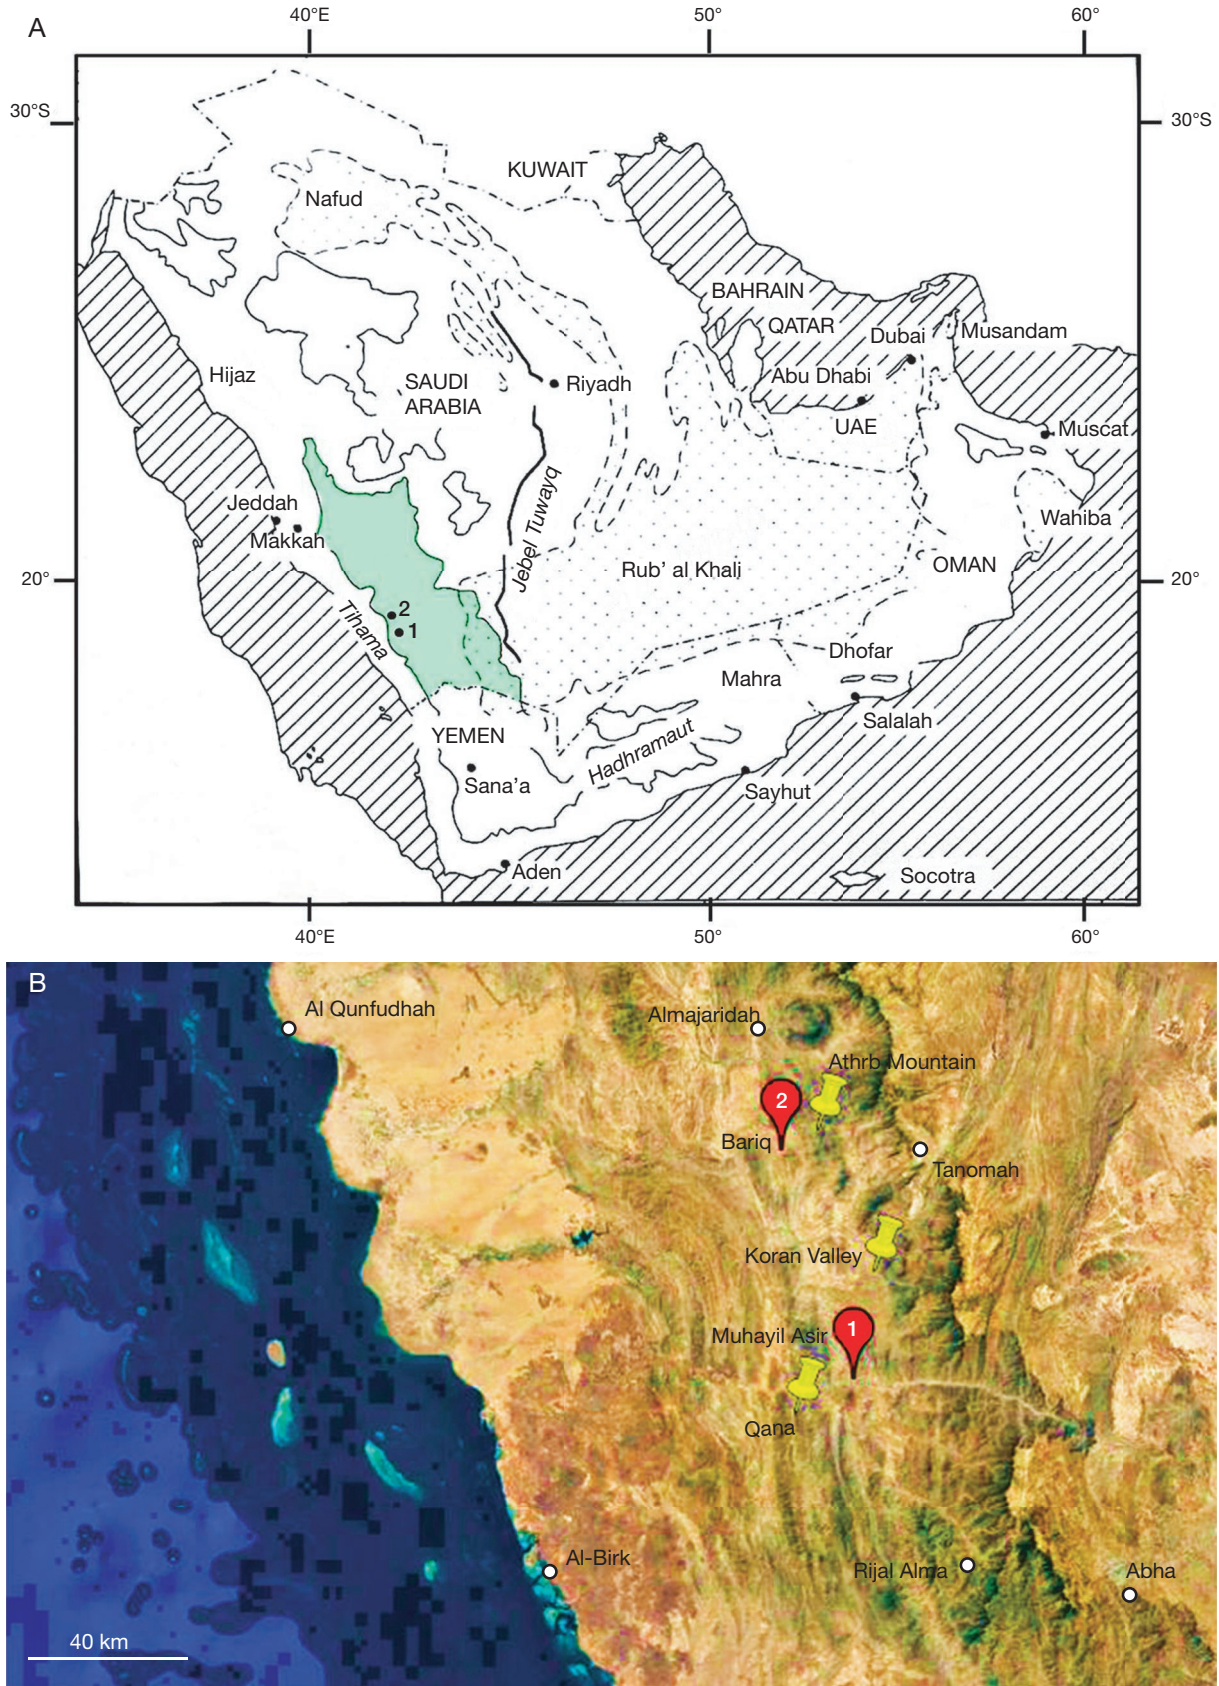 A
40°E
50°
60°
30°S
30°S
KUWAIT
Nafud
BAHRAIN
QATAR
Dubai
Musandam
Hijaz
SAUDI
ARABIA
Riyadh
Abu Dhabi
UAE
Muscat
Jeddah
Makkah
Jebel Tuwayq
Wahiba
Rub’ al Khali
OMAN
20°
20°
2
1
Tihama
Dhofar
Mahra
Salalah
YEMEN
Hadhramaut
Sana’a
Sayhut
Aden
Socotra
40°E
50°
60°
B
Al Qunfudhah
Almajaridah
Athrb Mountain
2
Bariq
Tanomah
Koran Valley
Muhayil Asir
1
Qana
Al-Birk
Rijal Alma
Abha
40 km